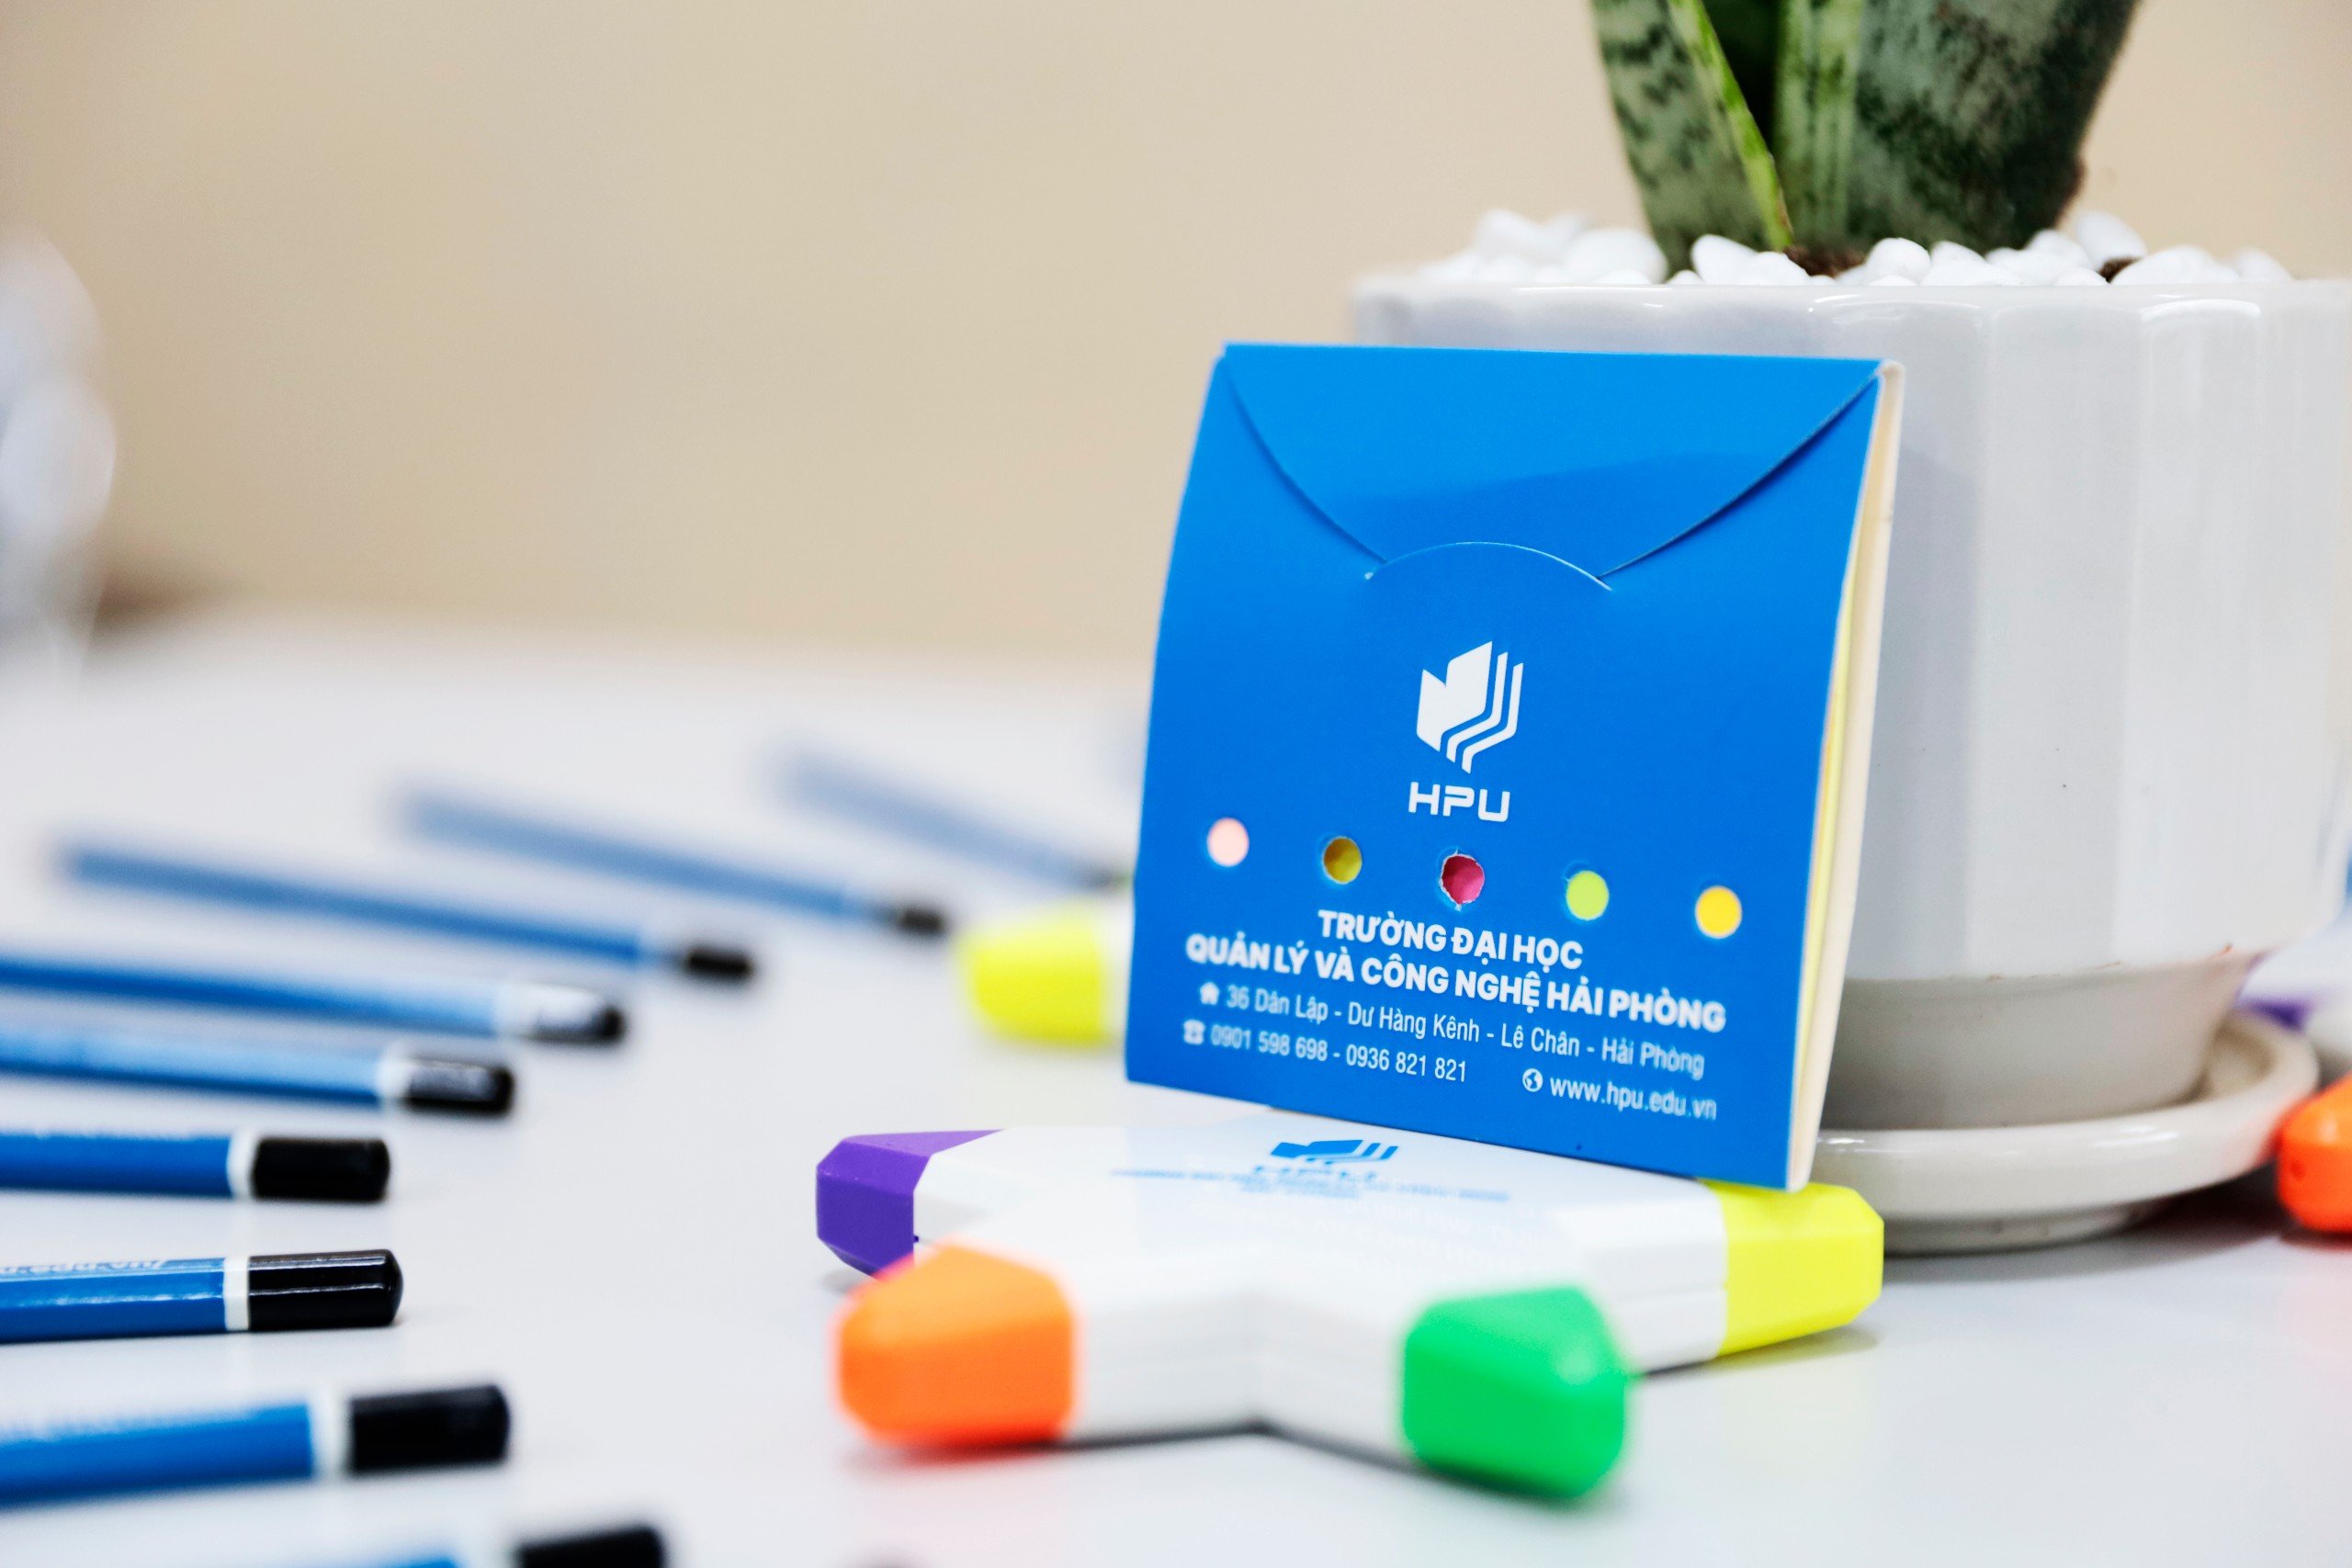 HPU
TRƯỜNG ĐẠI HỌC
QUẢN LÝ VÀ CÔNG NGHỆ HẢI PHÒNG
36 Dân Lập - Dư Hàng Kênh - Lê Chân - Hải Phòng
0901 598 698 - 0936 821 821
www.hpu.edu.vn
HPU